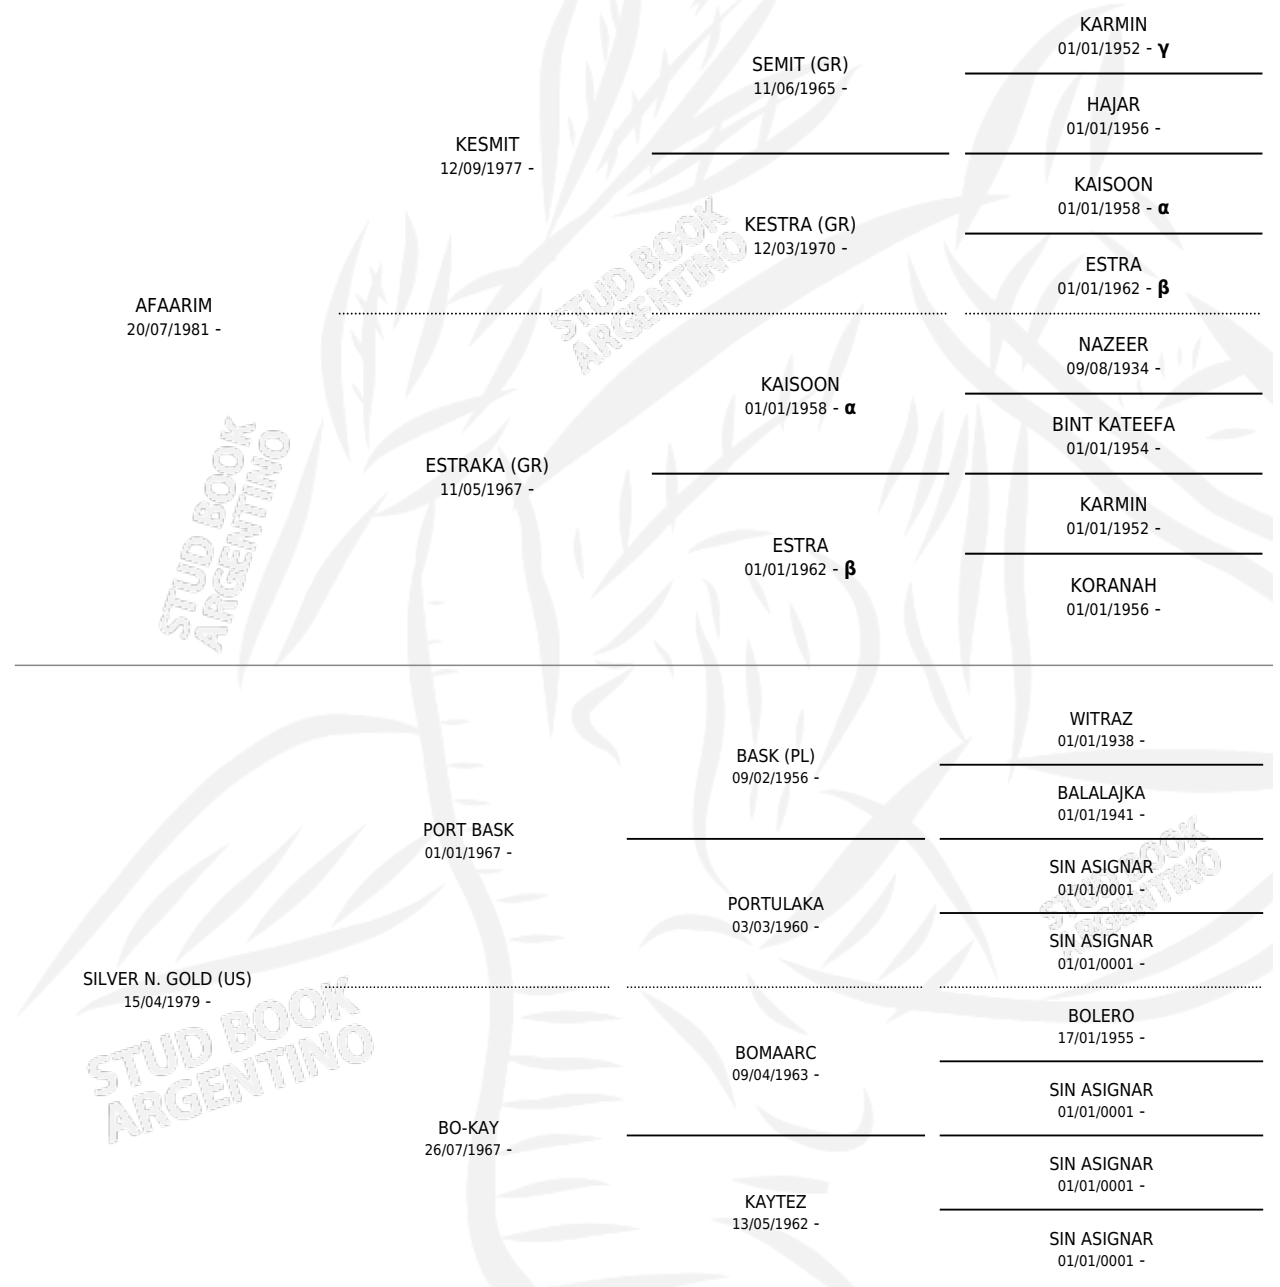 KARMIN
01/01/1952 - γ
SEMIT (GR)
11/06/1965 -
HAJAR
01/01/1956 -
KESMIT
12/09/1977 -
KAISOON
01/01/1958 - α
KESTRA (GR)
12/03/1970 -
ESTRA
01/01/1962 - β
AFAARIM
20/07/1981 -
NAZEER
09/08/1934 -
KAISOON
01/01/1958 - α
BINT KATEEFA
01/01/1954 -
ESTRAKA (GR)
11/05/1967 -
KARMIN
01/01/1952 -
ESTRA
01/01/1962 - β
KORANAH
01/01/1956 -
STUD BOOK
ARGENTINO
STUD BOOK
ARGENTINO
WITRAZ
01/01/1938 -
BASK (PL)
09/02/1956 -
BALALAJKA
01/01/1941 -
PORT BASK
01/01/1967 -
SIN ASIGNAR
01/01/0001 -
PORTULAKA
03/03/1960 -
SIN ASIGNAR
01/01/0001 -
SILVER N. GOLD (US)
15/04/1979 -
BOLERO
17/01/1955 -
BOMAARC
09/04/1963 -
SIN ASIGNAR
01/01/0001 -
BO-KAY
26/07/1967 -
SIN ASIGNAR
01/01/0001 -
KAYTEZ
13/05/1962 -
SIN ASIGNAR
01/01/0001 -
STUD BOOK
ARGENTINO
STUD BOOK
ARGENTINO